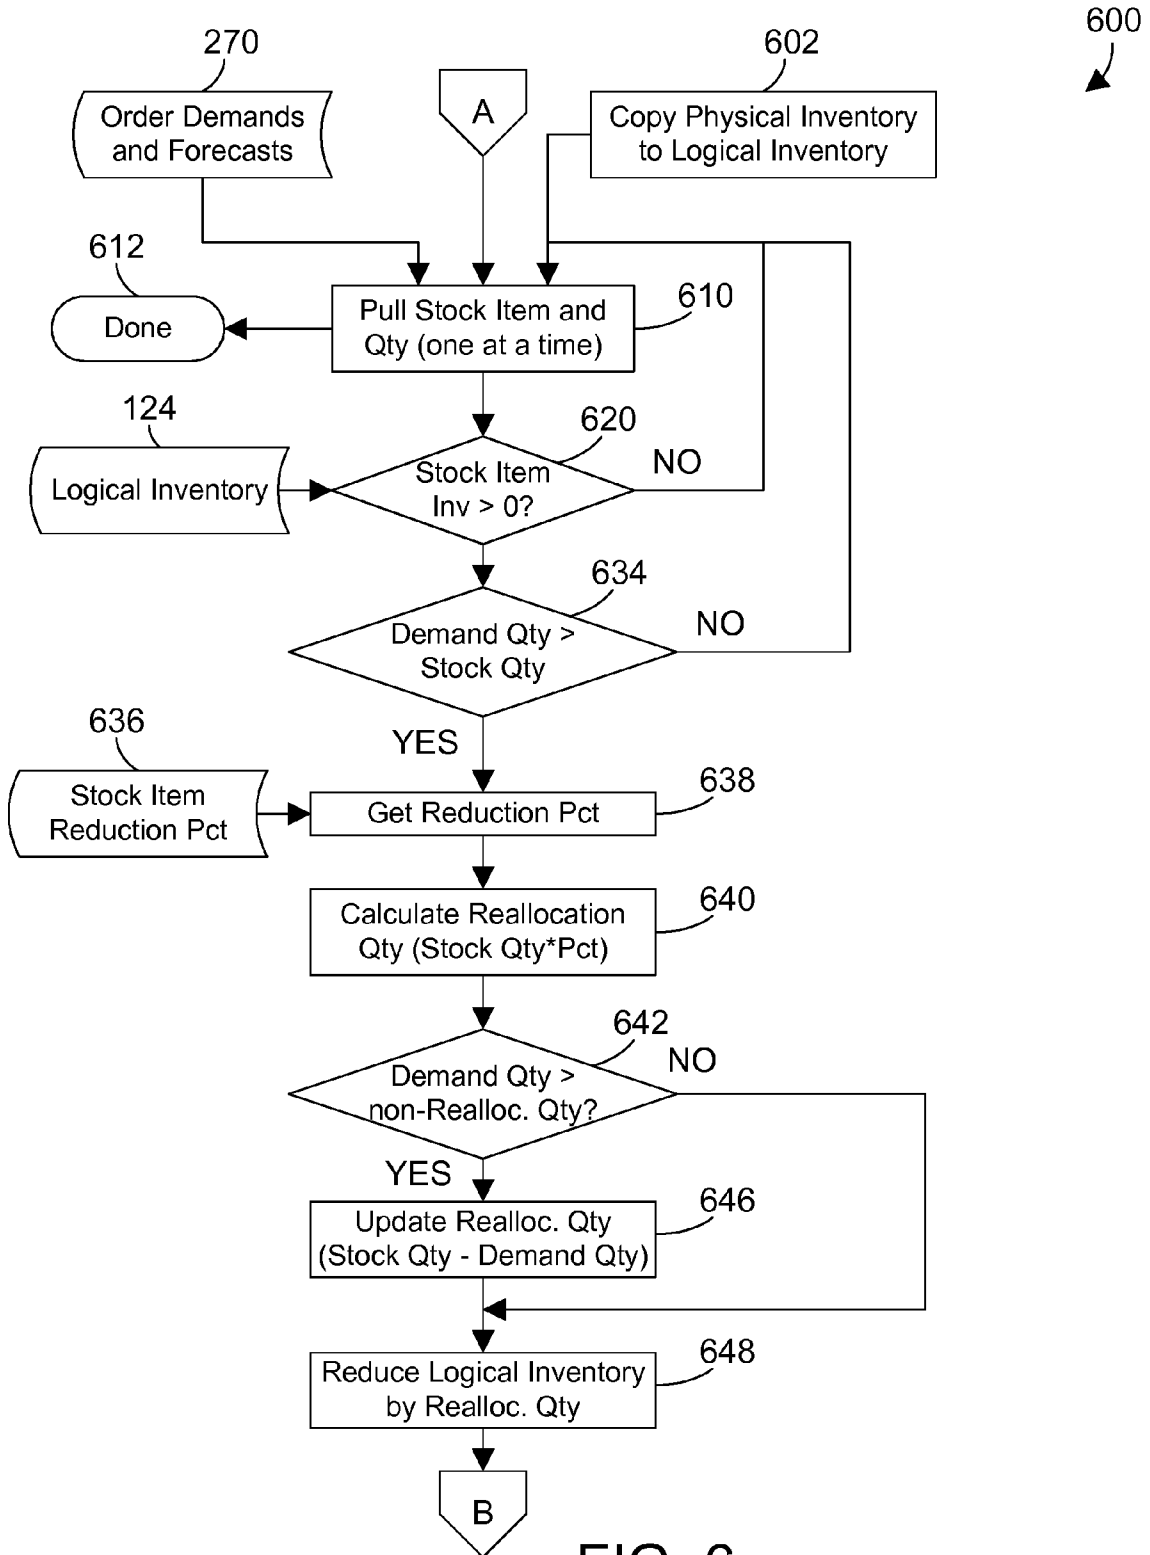 600
270
602
A
Order Demands
and Forecasts
Copy Physical Inventory
to Logical Inventory
612
610
Done
Pull Stock Item and
Qty (one at a time)
124
620
NO
Logical Inventory
Stock Item
Inv > 0?
634
NO
Demand Qty >
Stock Qty
636
YES
638
Stock Item
Reduction Pct
Get Reduction Pct
640
Calculate Reallocation
Qty (Stock Qty*Pct)
642
NO
Demand Qty >
non-Realloc. Qty?
YES
646
Update Realloc. Qty
(Stock Qty - Demand Qty)
648
Reduce Logical Inventory
by Realloc. Qty
B